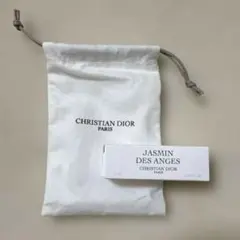 CHRISTIAN DIOR
PARIS
JASMIN
DES ANGES
CHRISTIAN DIOR
PARIS